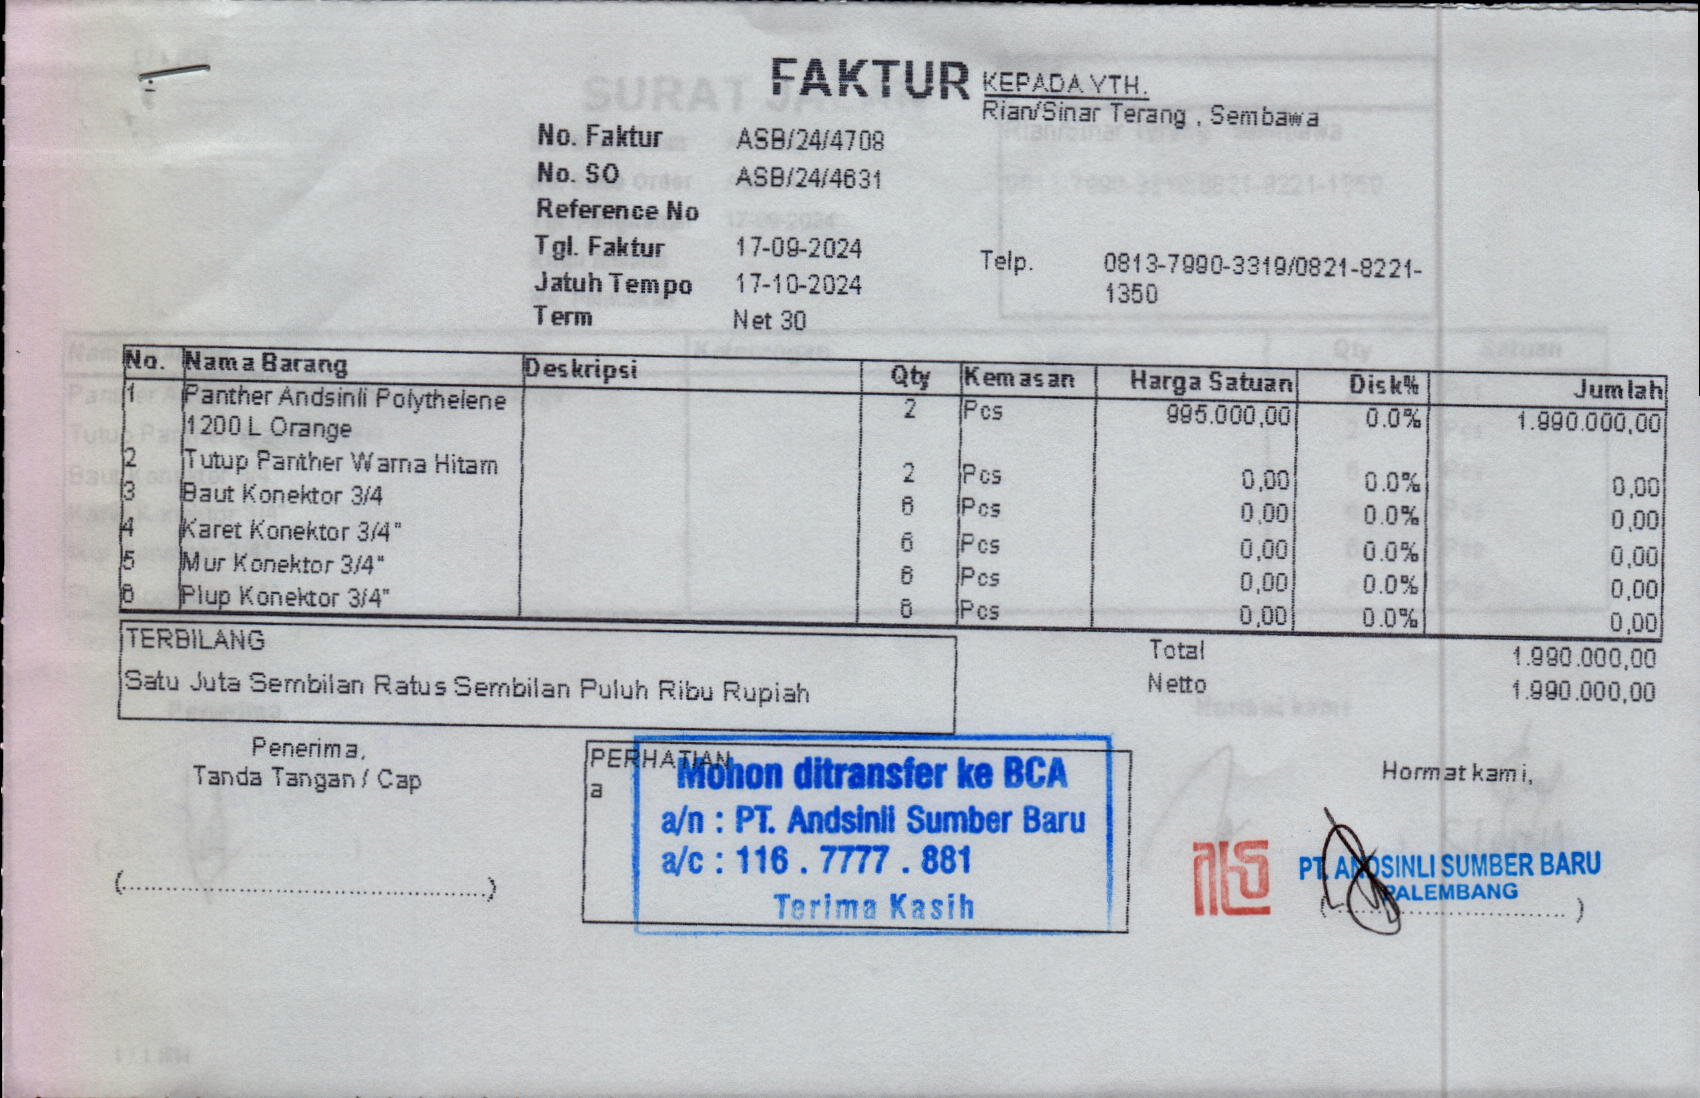 FAKTUR
KEPADA YTH.
Rian/Sinar Terang , Sembawa
No. Faktur ASB/24/4708
No. SO ASB/24/4631
Reference No
Tgl. Faktur 17-09-2024
Jatuh Tempo 17-10-2024
Term Net 30
Telp. 0813-7990-3319/0821-8221-
1350
No. Nama Barang Deskripsi Qty Kemasan Harga Satuan Disk% Jumlah
1 Panther Andsinli Polythelene 2 Pcs 995.000,00 0.0% 1.990.000,00
1200 L Orange
2 Tutup Panther Warna Hitam 2 Pcs 0,00 0.0% 0,00
3 Baut Konektor 3/4 6 Pcs 0,00 0.0% 0,00
4 Karet Konektor 3/4" 6 Pcs 0,00 0.0% 0,00
5 Mur Konektor 3/4" 6 Pcs 0,00 0.0% 0,00
6 Plup Konektor 3/4" 6 Pcs 0,00 0.0% 0,00
TERBILANG
Satu Juta Sembilan Ratus Sembilan Puluh Ribu Rupiah
Total 1.990.000,00
Netto 1.990.000,00
Penerima,
Tanda Tangan / Cap
(..............................................)
PERHATIAN
a
Mohon ditransfer ke BCA
a/n : PT. Andsinli Sumber Baru
a/c : 116 . 7777 . 881
Terima Kasih
Hormat kami,
PT. ANDSINLI SUMBER BARU
PALEMBANG
(..............................)